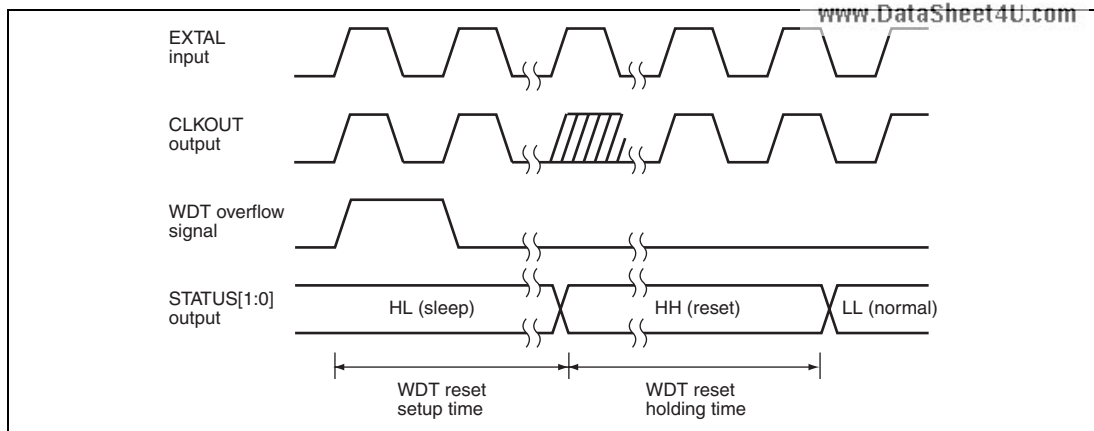 www.DataSheet4U.com
EXTAL
input
CLKOUT
output
WDT overflow
signal
STATUS[1:0]
output
HL (sleep)
HH (reset)
LL (normal)
WDT reset
setup time
WDT reset
holding time